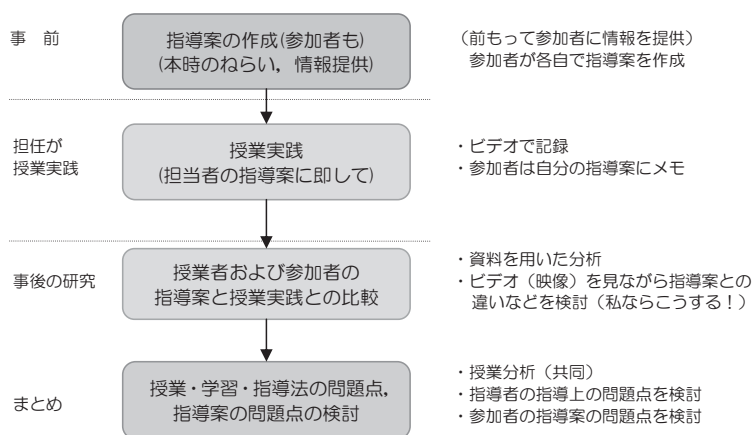 事　前
指導案の作成(参加者も)
(本時のねらい，情報提供)
（前もって参加者に情報を提供）
参加者が各自で指導案を作成
担任が
授業実践
授業実践
(担当者の指導案に即して)
・ビデオで記録
・参加者は自分の指導案にメモ
事後の研究
授業者および参加者の
指導案と授業実践との比較
・資料を用いた分析
・ビデオ（映像）を見ながら指導案との
違いなどを検討（私ならこうする！）
まとめ
授業・学習・指導法の問題点，
指導案の問題点の検討
・授業分析（共同）
・指導者の指導上の問題点を検討
・参加者の指導案の問題点を検討